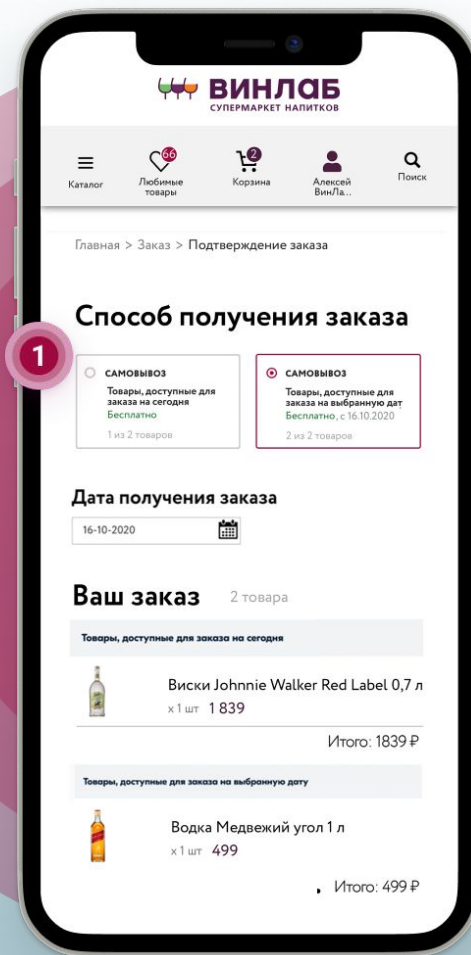 ВИНЛАБ
СУПЕРМАРКЕТ НАПИТКОВ
66
2
Каталог
Любимые
товары
Корзина
Алексей
ВинЛа...
Поиск
Главная > Заказ > Подтверждение заказа
Способ получения заказа
1
САМОВЫВОЗ
Товары, доступные для
заказа на сегодня
Бесплатно
1 из 2 товаров
САМОВЫВОЗ
Товары, доступные для
заказа на выбранную дат
Бесплатно, с 16.10.2020
2 из 2 товаров
Дата получения заказа
16-10-2020
Ваш заказ 2 товара
Товары, доступные для заказа на сегодня
Виски Johnnie Walker Red Label 0,7 л
x 1 шт 1 839
Итого: 1839 ₽
Товары, доступные для заказа на выбранную дату
Водка Медвежий угол 1 л
x 1 шт 499
Итого: 499 ₽